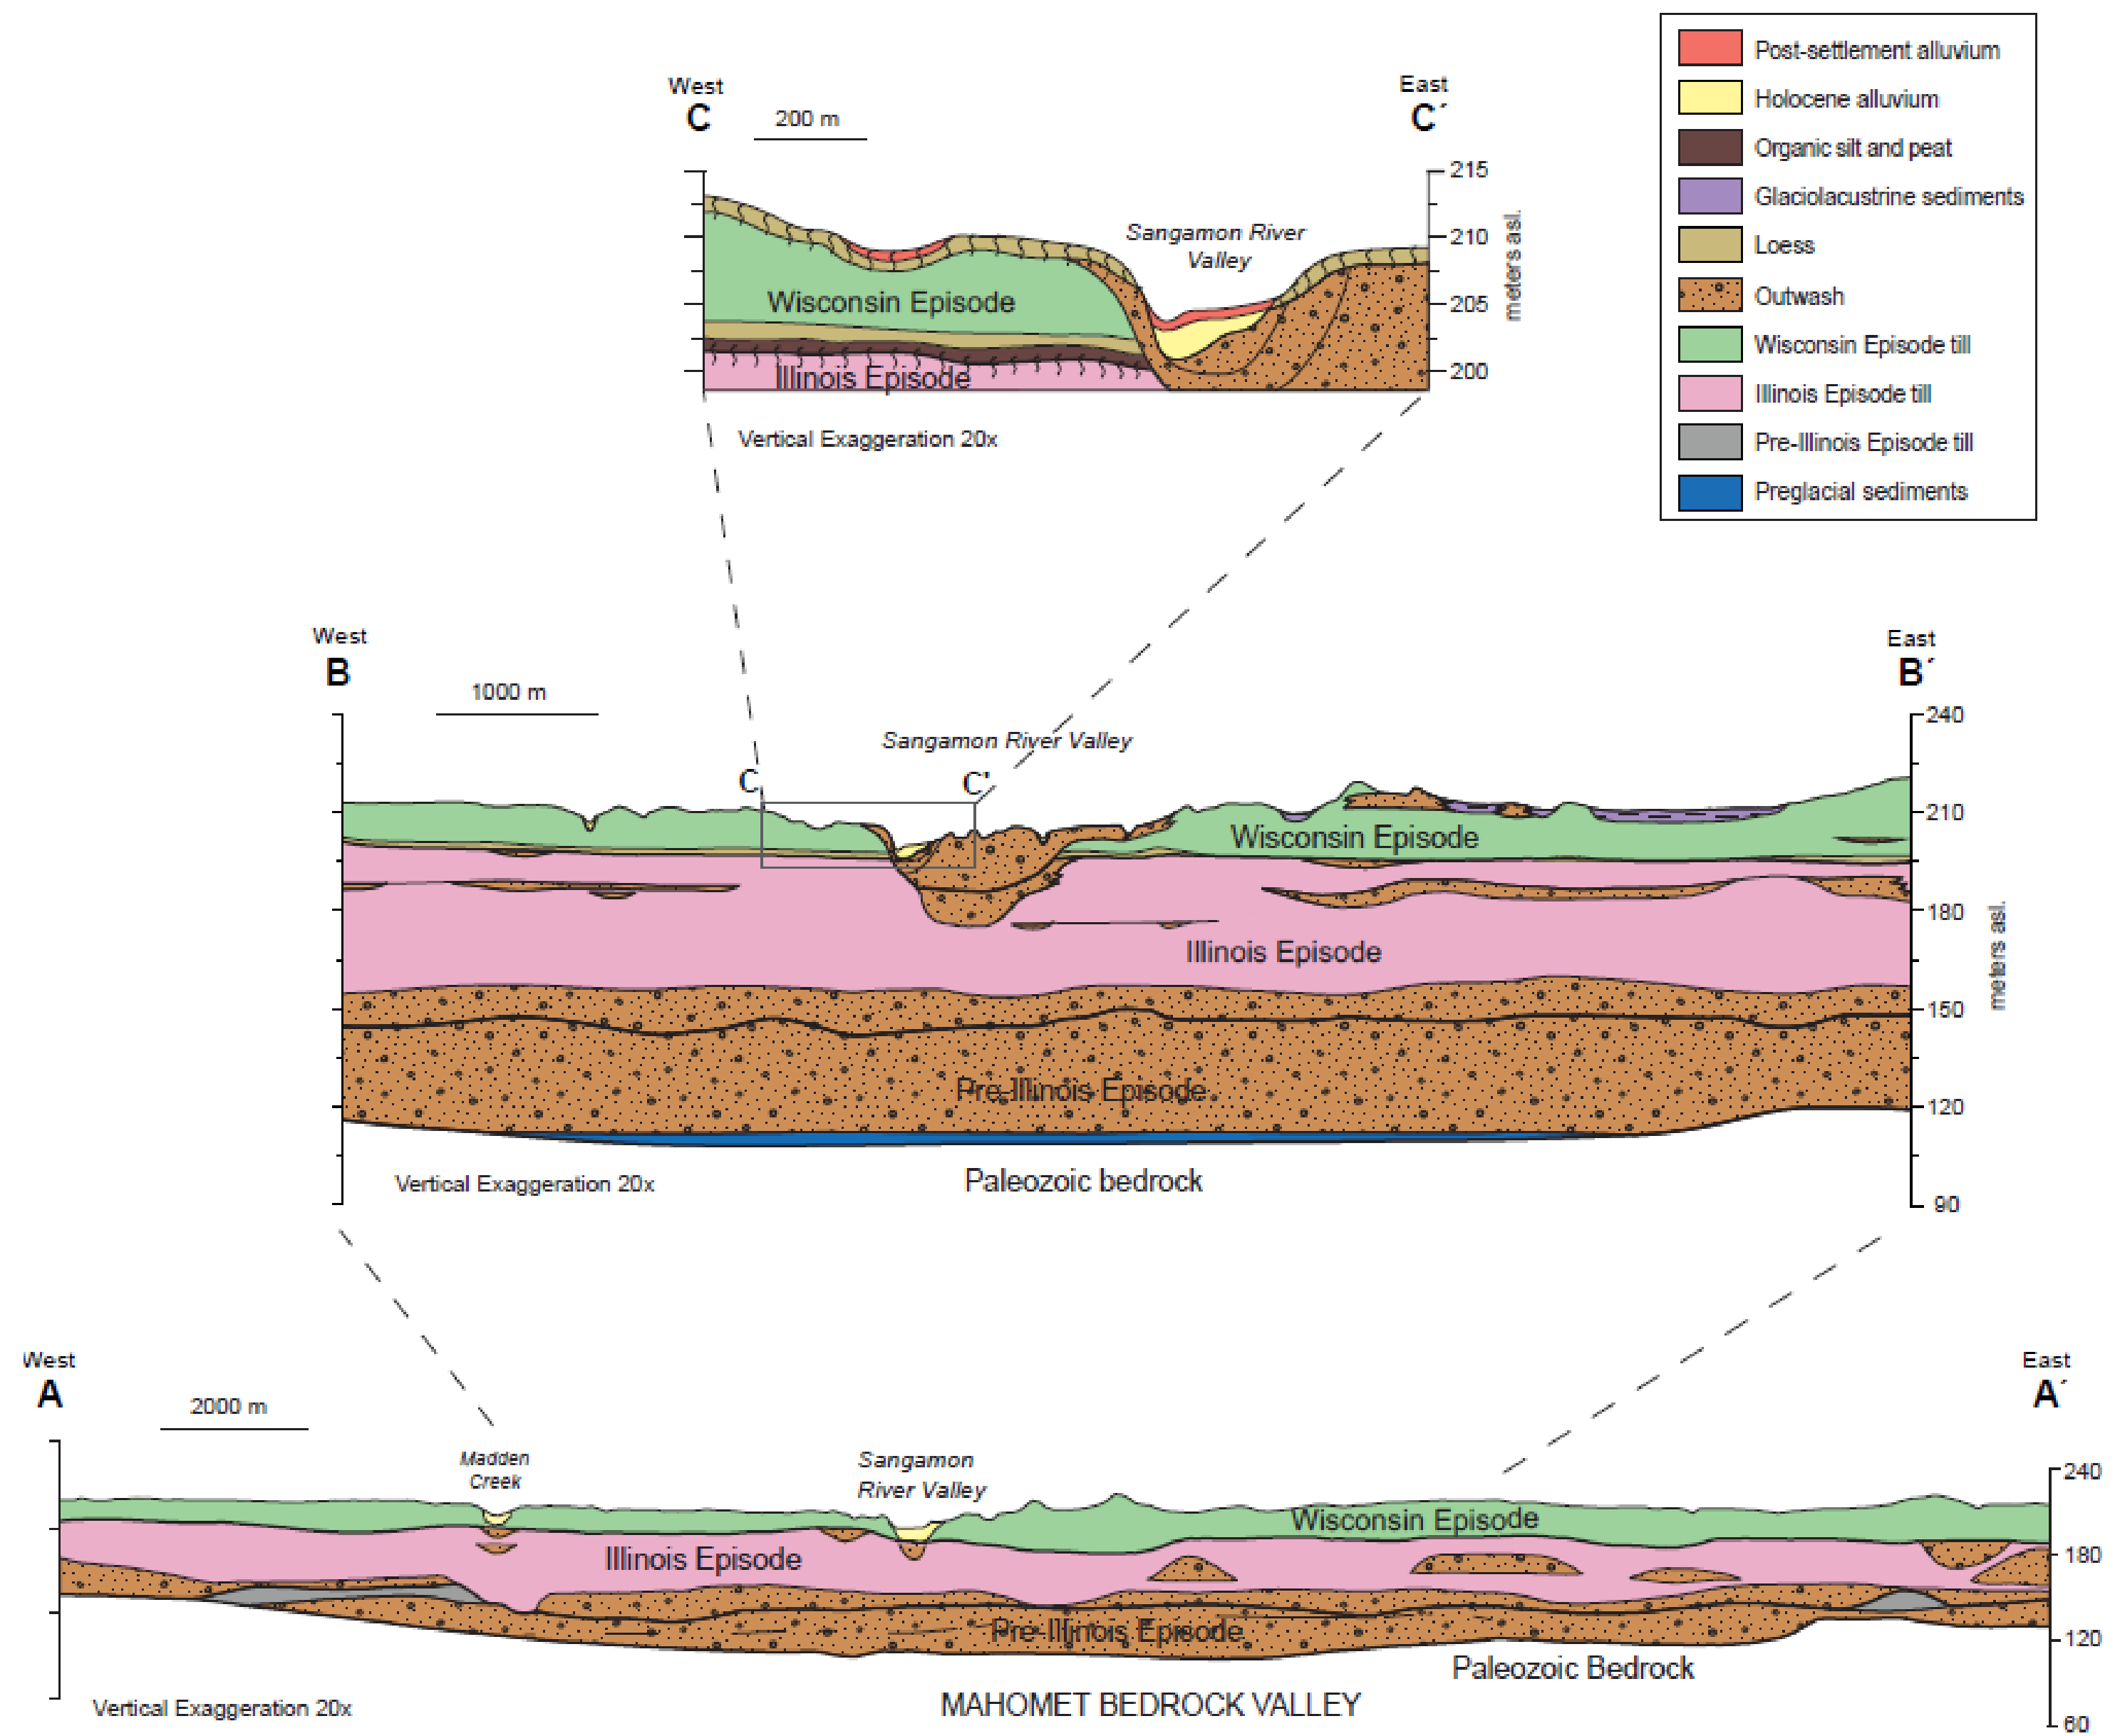 Post-settlement alluvium
Holocene alluvium
Organic silt and peat
Glaciolacustrine sediments
Loess
Outwash
Wisconsin Episode till
Illinois Episode till
Pre-Illinois Episode till
Preglacial sediments
West
C
200 m
East
C´
215
210
205
200
meters asl.
Sangamon River
Valley
Wisconsin Episode
Illinois Episode
Vertical Exaggeration 20x
West
B
1000 m
East
B´
Sangamon River Valley
C
C'
240
210
180
150
120
90
meters asl.
Wisconsin Episode
Illinois Episode
Pre-Illinois Episode
Vertical Exaggeration 20x
Paleozoic bedrock
West
A
2000 m
East
A´
Madden
Creek
Sangamon
River Valley
240
180
120
60
Wisconsin Episode
Illinois Episode
Pre-Illinois Episode
Paleozoic Bedrock
Vertical Exaggeration 20x
MAHOMET BEDROCK VALLEY